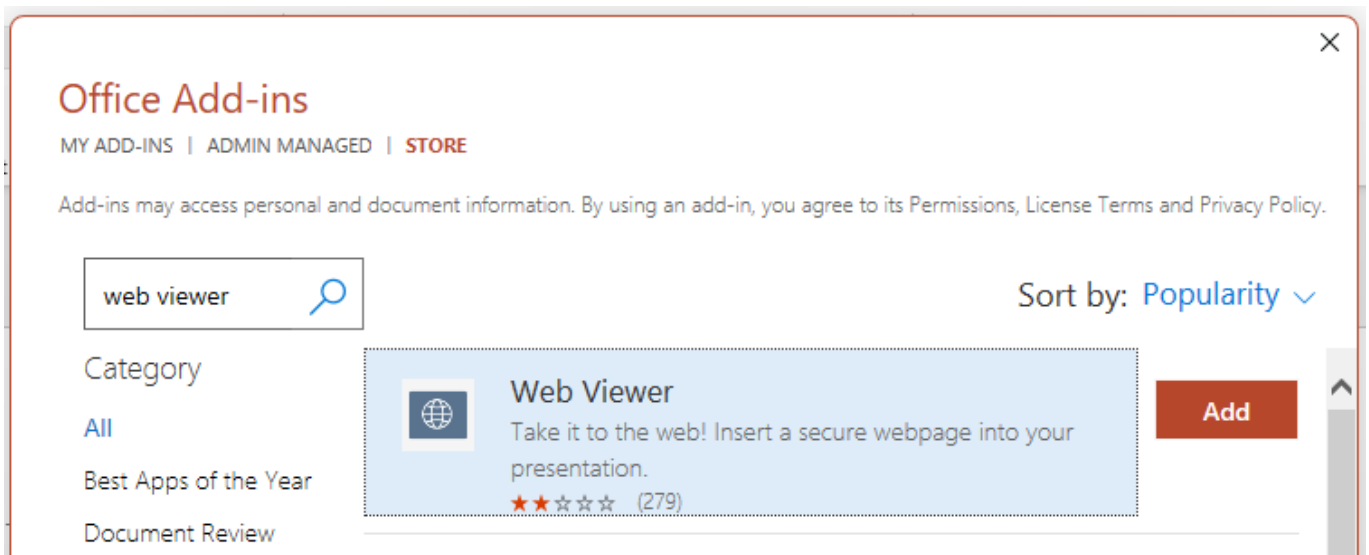 Office Add-ins
MY ADD-INS | ADMIN MANAGED | STORE
Add-ins may access personal and document information. By using an add-in, you agree to its Permissions, License Terms and Privacy Policy.
web viewer
Sort by: Popularity
Category
All
Best Apps of the Year
Document Review
Web Viewer
Take it to the web! Insert a secure webpage into your
presentation.
(279)
Add